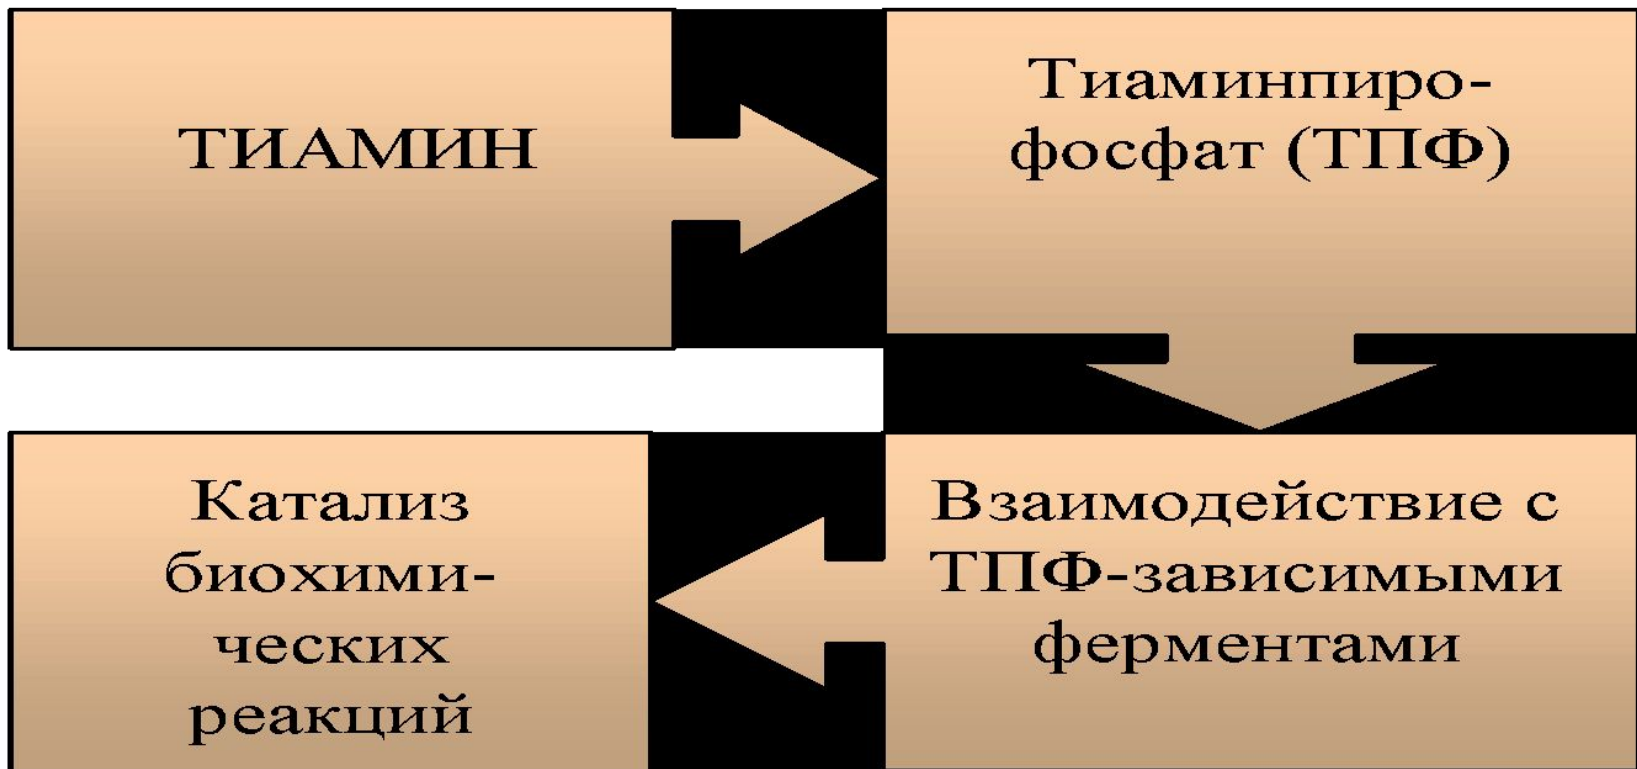 ТИАМИН
Тиаминпиро-
фосфат (ТПФ)
Взаимодействие с
ТПФ-зависимыми
ферментами
Катализ
биохими-
ческих
реакций